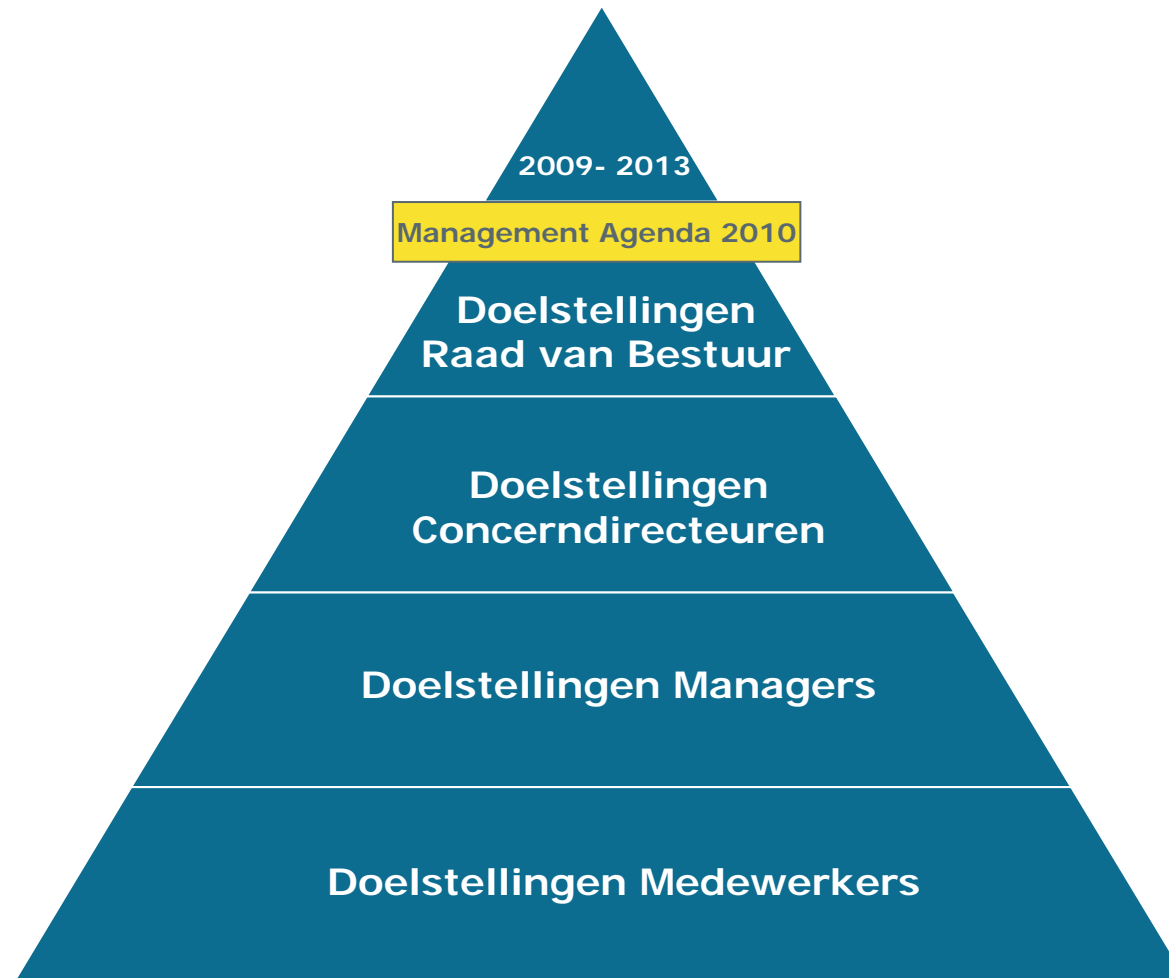 2009- 2013
Management Agenda 2010
Doelstellingen
Raad van Bestuur
Doelstellingen
Concerndirecteuren
Doelstellingen Managers
Doelstellingen Medewerkers